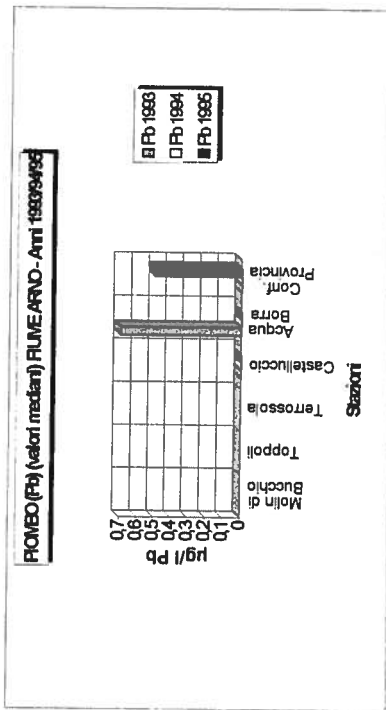 PIOMBO (Pb) (valori mediani) FIUME ARNO - Anni 1993/94/95
µg/l Pb
0,7
0,6
0,5
0,4
0,3
0,2
0,1
0
Molin di
Bucchio
Toppoli
Terrossola
Castelluccio
Acqua
Borra
Conf.
Provincia
Stazioni
Pb 1993
Pb 1994
Pb 1995